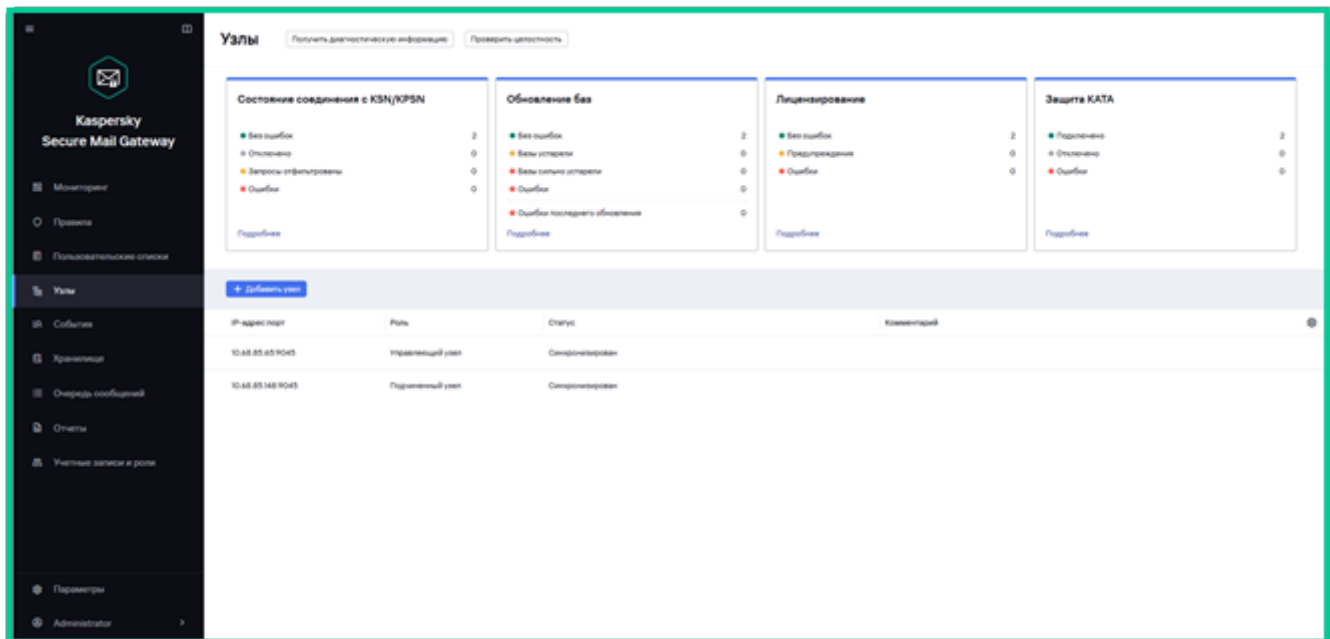 Узлы
Получить диагностическую информацию
Проверить целостность
Kaspersky
Secure Mail Gateway
Мониторинг
Правила
Пользовательские списки
Узлы
События
Хранилище
Очередь сообщений
Отчеты
Учетные записи и роли
Параметры
Administrator
Состояние соединения с KSN/KPSN
Без ошибок 2
Отключено 0
Запросы отфильтрованы 0
Ошибки 0
Подробнее
Обновление баз
Без ошибок 2
Базы устарели 0
Базы сильно устарели 0
Ошибки 0
Ошибки последнего обновления 0
Подробнее
Лицензирование
Без ошибок 2
Предупреждения 0
Ошибки 0
Подробнее
Защита KATA
Подключено 2
Отключено 0
Ошибки 0
Подробнее
+ Добавить узел
IP-адрес:порт Роль Статус Комментарий
10.68.85.65:9045 Управляющий узел Синхронизирован
10.68.85.148:9045 Подчиненный узел Синхронизирован